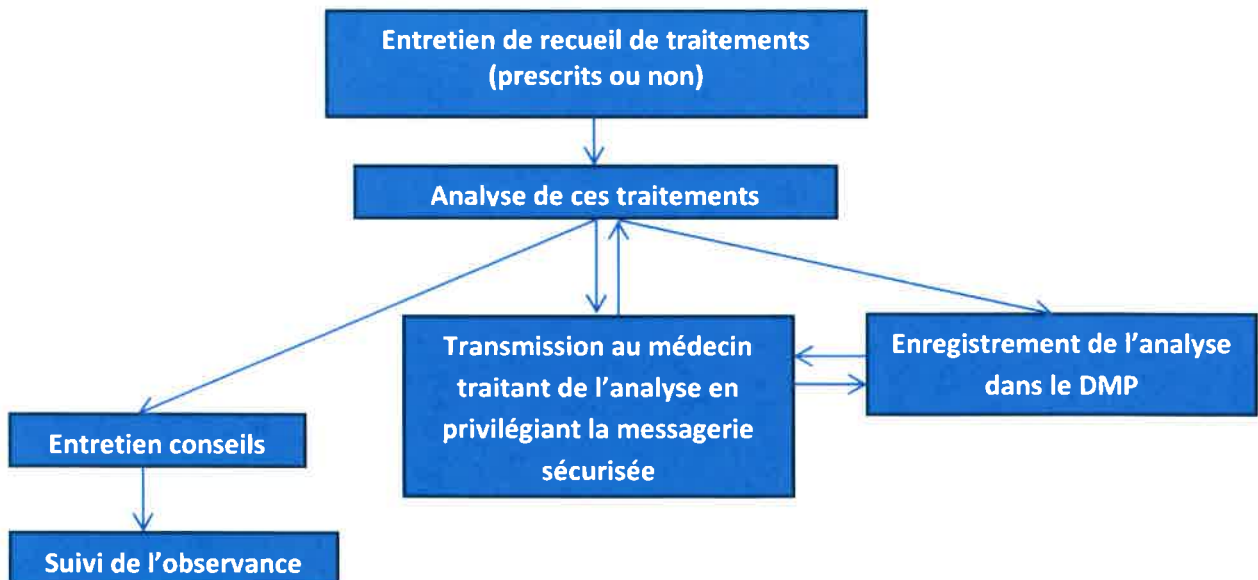 Entretien de recueil de traitements
(prescrits ou non)
Analyse de ces traitements
Transmission au médecin
traitant de l'analyse en
privilégiant la messagerie
sécurisée
Enregistrement de l'analyse
dans le DMP
Entretien conseils
Suivi de l'observance